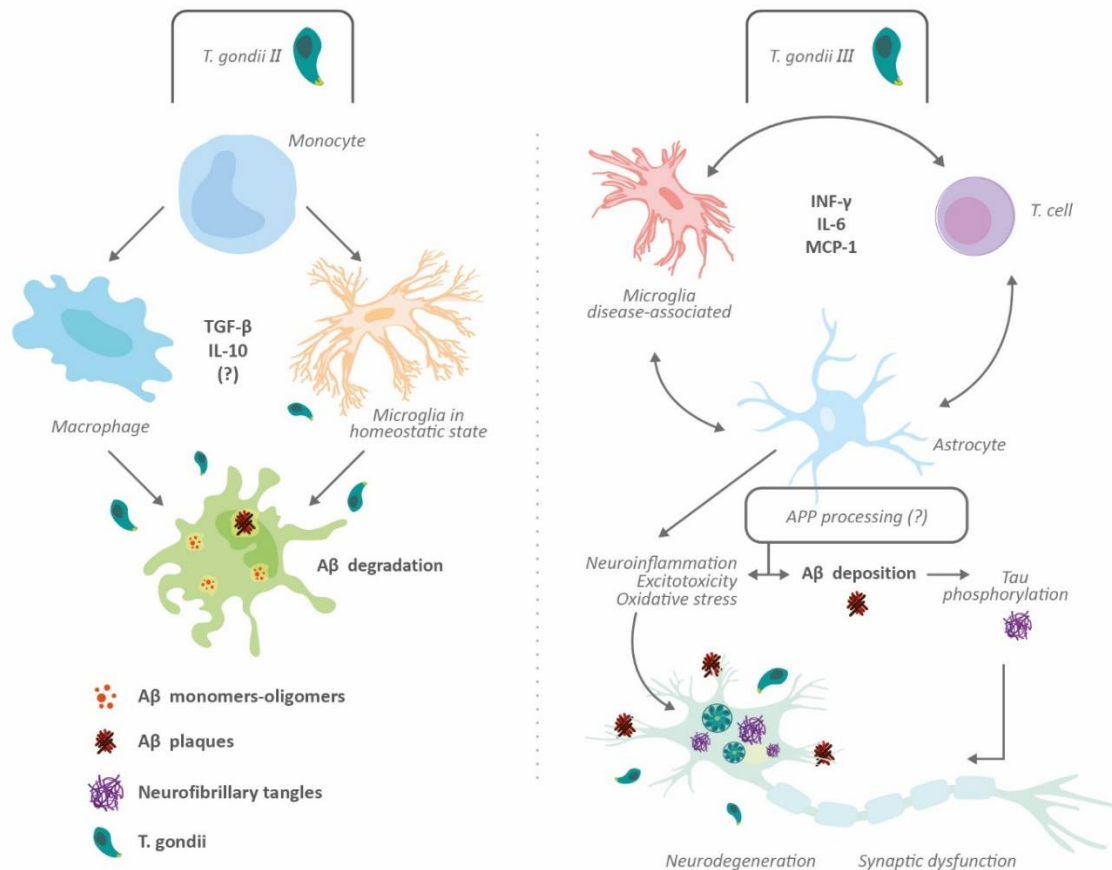 T. gondii II
Monocyte
TGF-β
IL-10
(?)
Macrophage
Microglia in
homeostatic state
Aβ degradation
Aβ monomers-oligomers
Aβ plaques
Neurofibrillary tangles
T. gondii
T. gondii III
INF-γ
IL-6
MCP-1
T. cell
Microglia
disease-associated
Astrocyte
APP processing (?)
Neuroinflammation
Excitotoxicity
Oxidative stress
Aβ deposition
Tau
phosphorylation
Neurodegeneration
Synaptic dysfunction